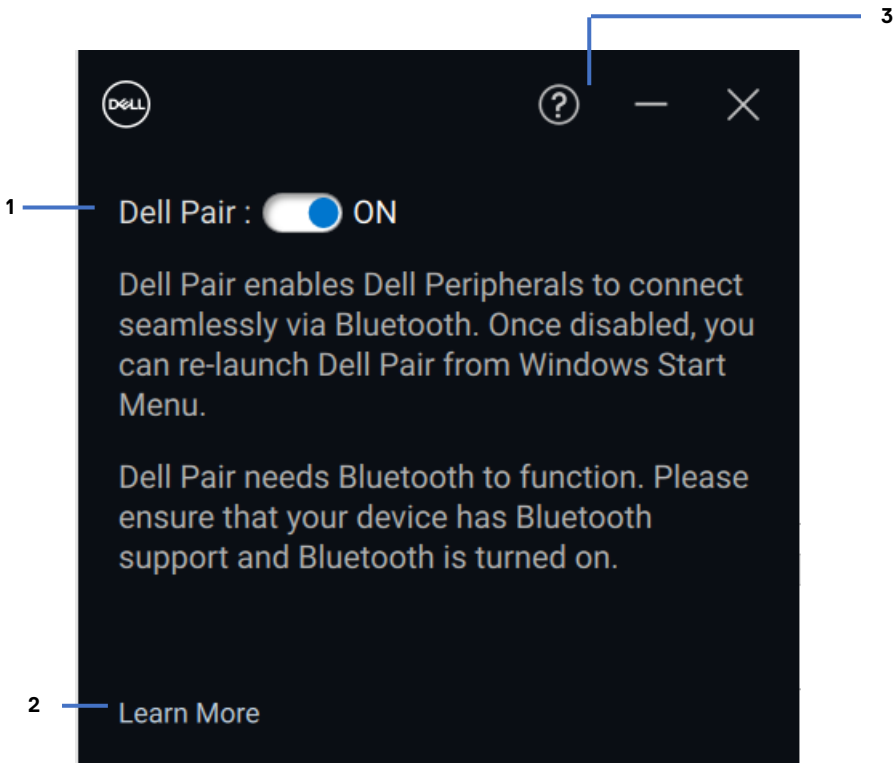 3
DELL
1
Dell Pair : ON
Dell Pair enables Dell Peripherals to connect
seamlessly via Bluetooth. Once disabled, you
can re-launch Dell Pair from Windows Start
Menu.
Dell Pair needs Bluetooth to function. Please
ensure that your device has Bluetooth
support and Bluetooth is turned on.
2
Learn More